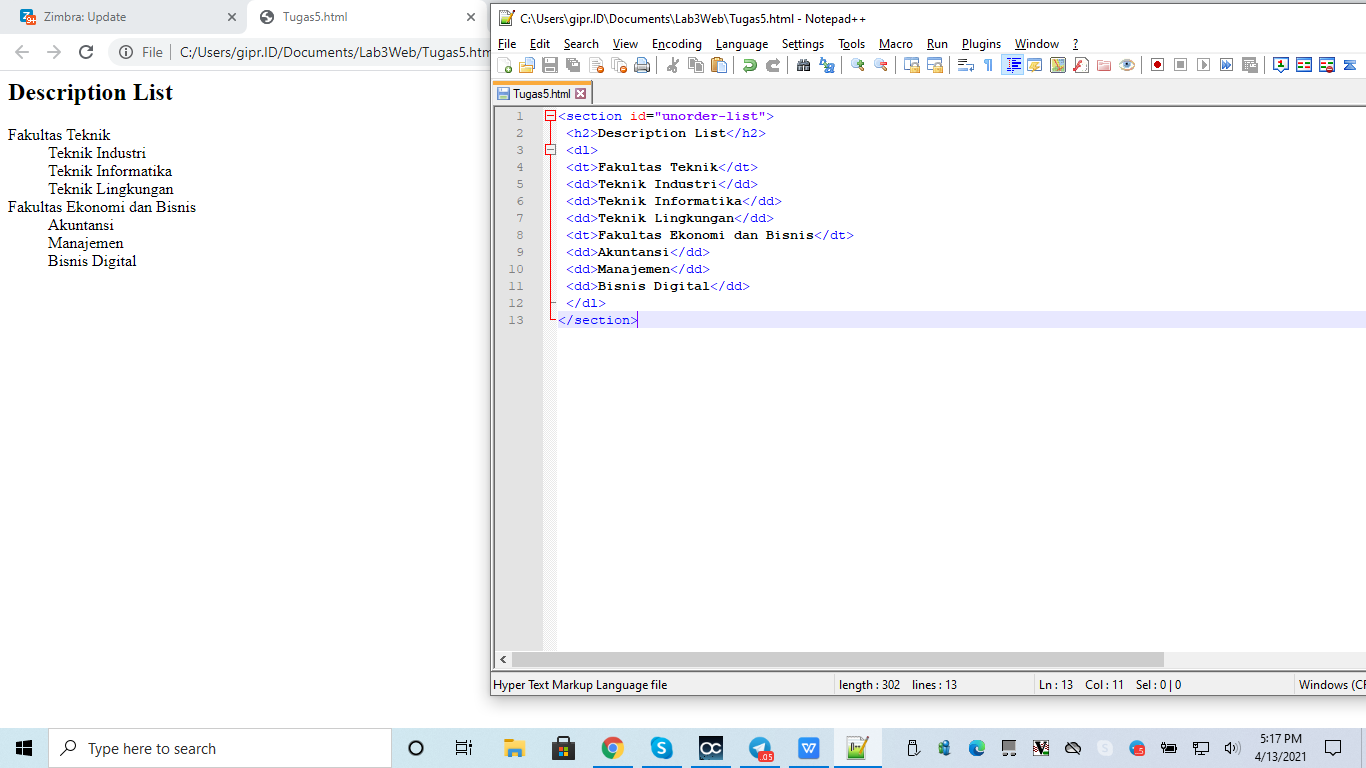 Zimbra: Update
Tugas5.html
File
C:/Users/gipr.ID/Documents/Lab3Web/Tugas5.htm
Description List
Fakultas Teknik
Teknik Industri
Teknik Informatika
Teknik Lingkungan
Fakultas Ekonomi dan Bisnis
Akuntansi
Manajemen
Bisnis Digital
C:\Users\gipr.ID\Documents\Lab3Web\Tugas5.html - Notepad++
File Edit Search View Encoding Language Settings Tools Macro Run Plugins Window ?
Tugas5.html
1 <section id="unorder-list">
2 <h2>Description List</h2>
3 <dl>
4 <dt>Fakultas Teknik</dt>
5 <dd>Teknik Industri</dd>
6 <dd>Teknik Informatika</dd>
7 <dd>Teknik Lingkungan</dd>
8 <dt>Fakultas Ekonomi dan Bisnis</dt>
9 <dd>Akuntansi</dd>
10 <dd>Manajemen</dd>
11 <dd>Bisnis Digital</dd>
12 </dl>
13 </section>
Hyper Text Markup Language file length : 302 lines : 13 Ln : 13 Col : 11 Sel : 0 | 0 Windows (CR
Type here to search
5:17 PM
4/13/2021